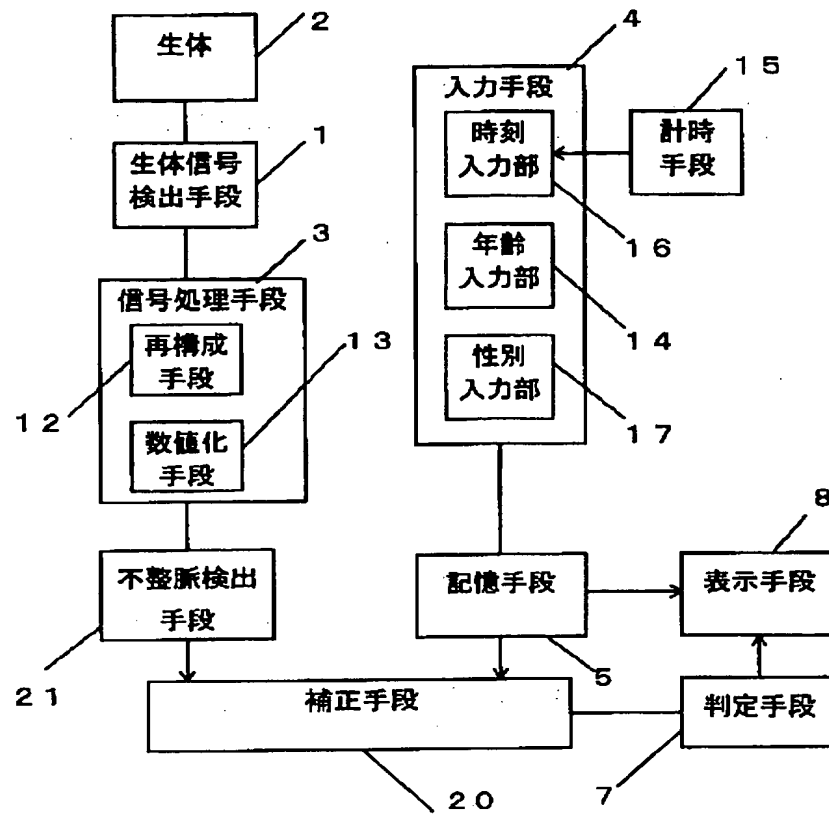 生体
2
生体信号
検出手段
1
信号処理手段
3
再構成
手段
12
数値化
手段
13
不整脈検出
手段
21
入力手段
4
時刻
入力部
16
計時
手段
15
年齢
入力部
14
性別
入力部
17
記憶手段
5
表示手段
8
補正手段
20
判定手段
7